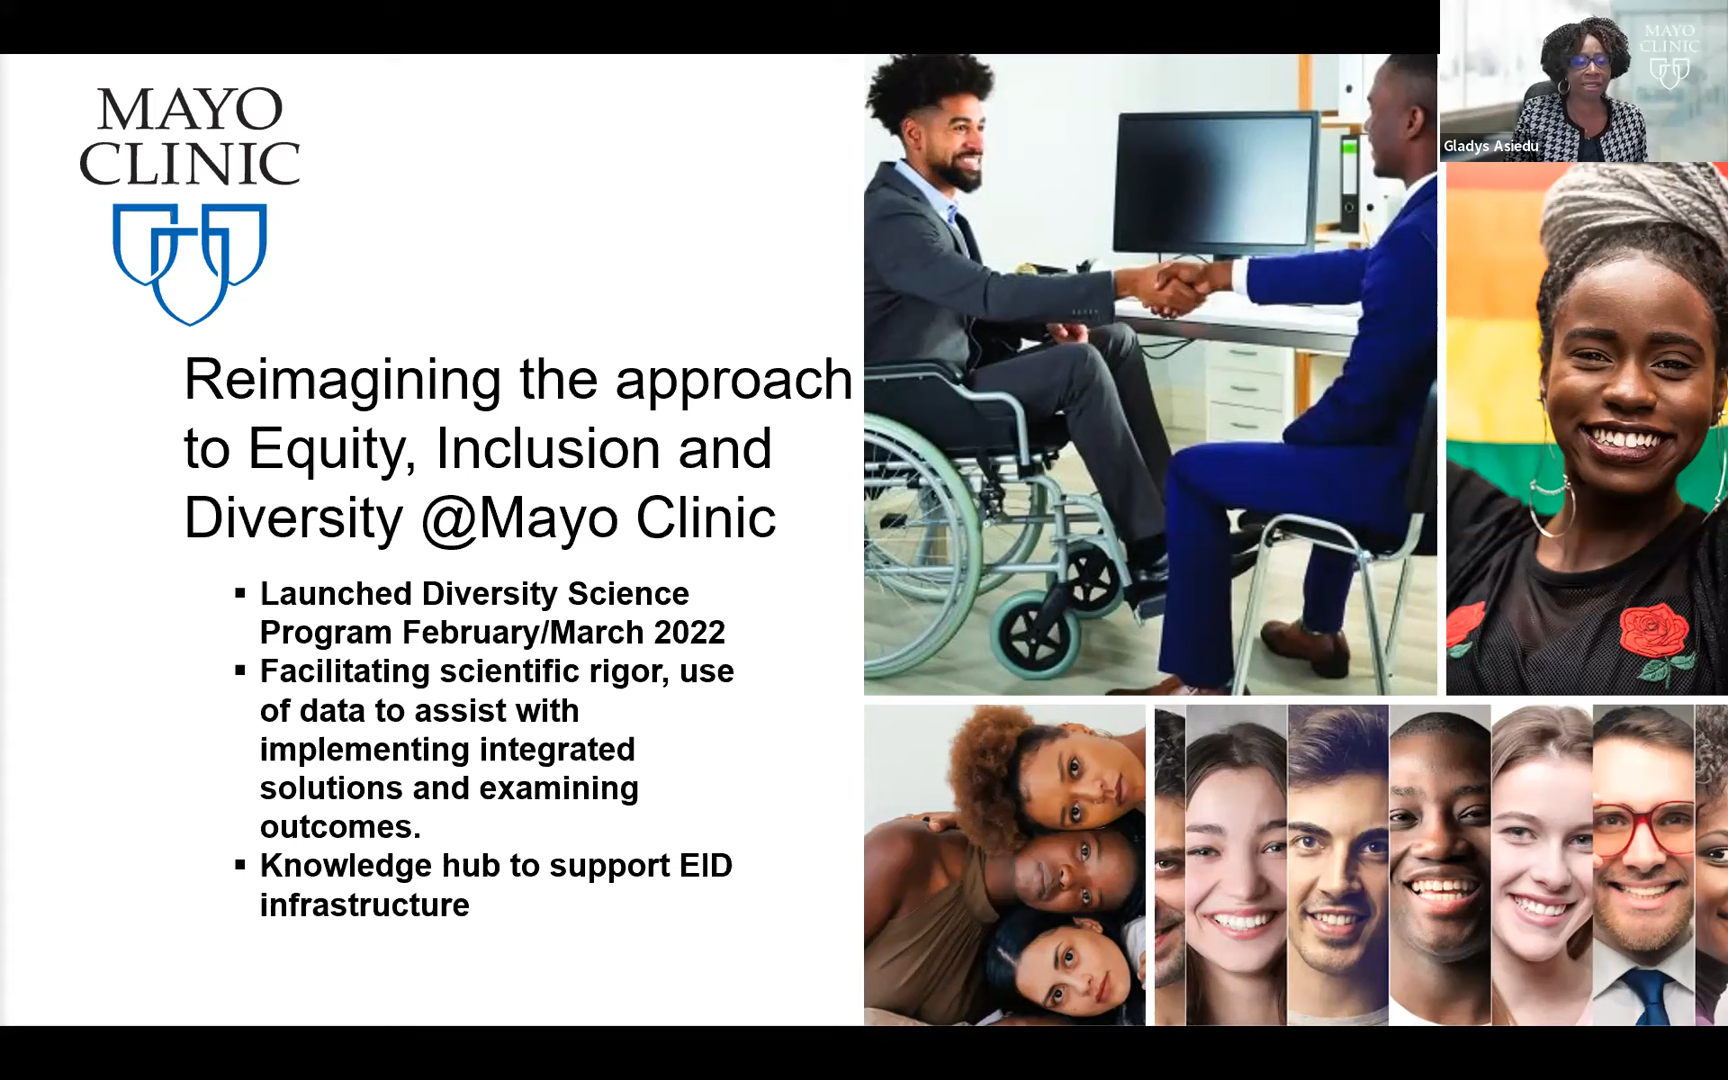 MAYO
CLINIC
Reimagining the approach
to Equity, Inclusion and
Diversity @Mayo Clinic
▪ Launched Diversity Science
Program February/March 2022
▪ Facilitating scientific rigor, use
of data to assist with
implementing integrated
solutions and examining
outcomes.
▪ Knowledge hub to support EID
infrastructure
MAYO
CLINIC
Gladys Asiedu